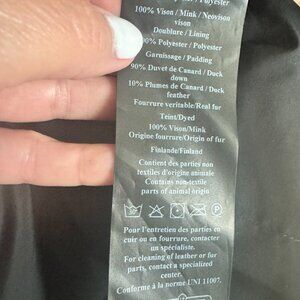 Polyester
100% Vison / Mink / Neovison
vison
Doublure / Lining
100% Polyester / Polyester
Garnissage / Padding
90% Duvet de Canard / Duck
down
10% Plumes de Canard / Duck
feather
Fourrure veritable/Real fur
Teint/Dyed
100% Vison/Mink
Origine fourrure/Origin of fur
Finlande/Finland
Contient des parties non
textiles d'origine animale
Contains non-textile
parts of animal origin
P
Pour l'entretien des parties en
cuir ou en fourrure, contacter
un spécialiste.
For cleaning of leather or fur
parts, contact a specialized
center.
Conforme à la norme UNI 11007.